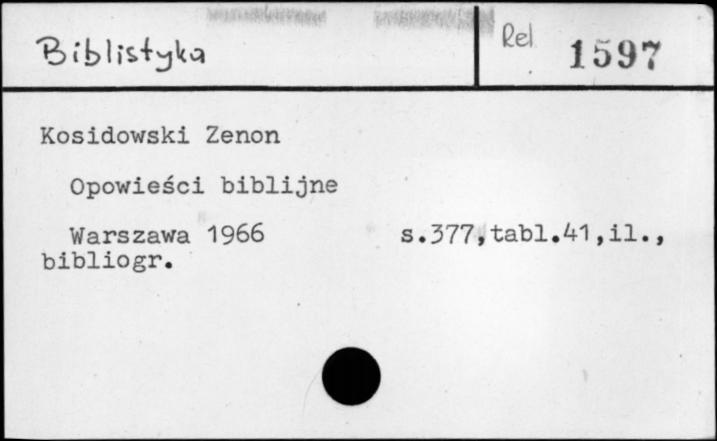 Biblistyka
Rel 1597
Kosidowski Zenon
Opowieści biblijne
Warszawa 1966 s.377,tabl.41,il.,
bibliogr.